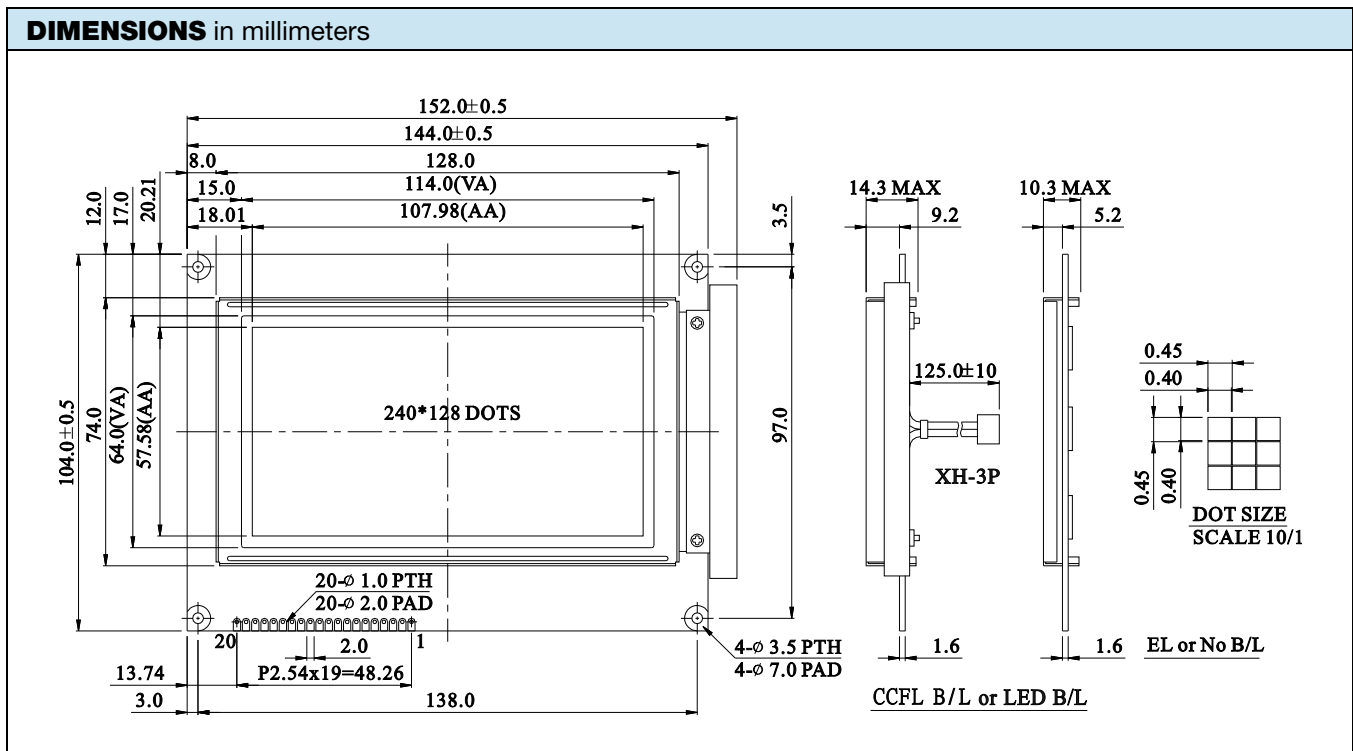 DIMENSIONS in millimeters
152.0±0.5
144.0±0.5
8.0
128.0
15.0
114.0(VA)
18.01
107.98(AA)
12.0
17.0
20.21
3.5
14.3 MAX
9.2
10.3 MAX
5.2
104.0±0.5
74.0
64.0(VA)
57.58(AA)
240*128 DOTS
97.0
125.0±10
XH-3P
0.45
0.40
0.45
0.40
DOT SIZE
SCALE 10/1
20-Ø 1.0 PTH
20-Ø 2.0 PAD
20
2.0
1
4-Ø 3.5 PTH
4-Ø 7.0 PAD
13.74
P2.54x19=48.26
3.0
138.0
1.6
1.6
EL or No B/L
CCFL B/L or LED B/L